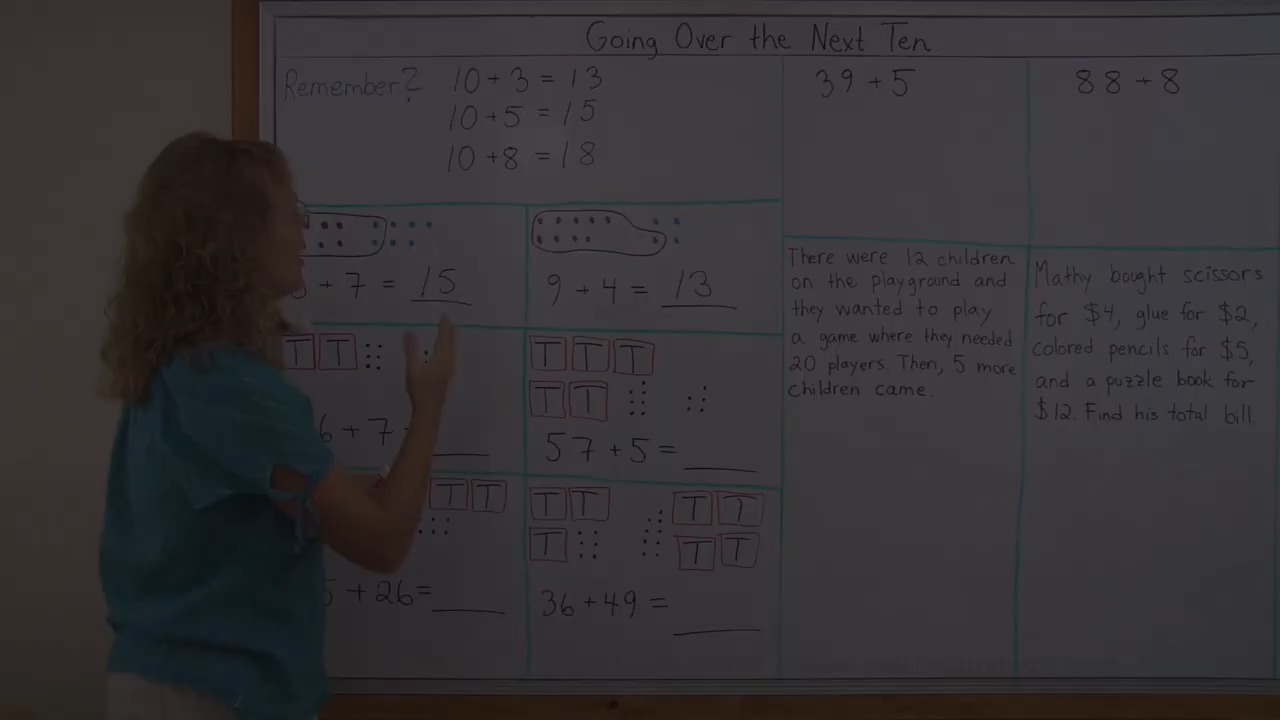 Going Over the Next Ten
Remember?
10 + 3 = 13
10 + 5 = 15
10 + 8 = 18
39 + 5
88 + 8
+ 7 = 15
9 + 4 = 13
T T
6 + 7
T T T
T T
57 + 5 =
There were 12 children
on the playground and
they wanted to play
a game where they needed
20 players. Then, 5 more
children came.
Mathy bought scissors
for $4, glue for $2,
colored pencils for $5,
and a puzzle book for
$12. Find his total bill.
T T
5 + 26 =
T T
T
T T
T T
36 + 49 =